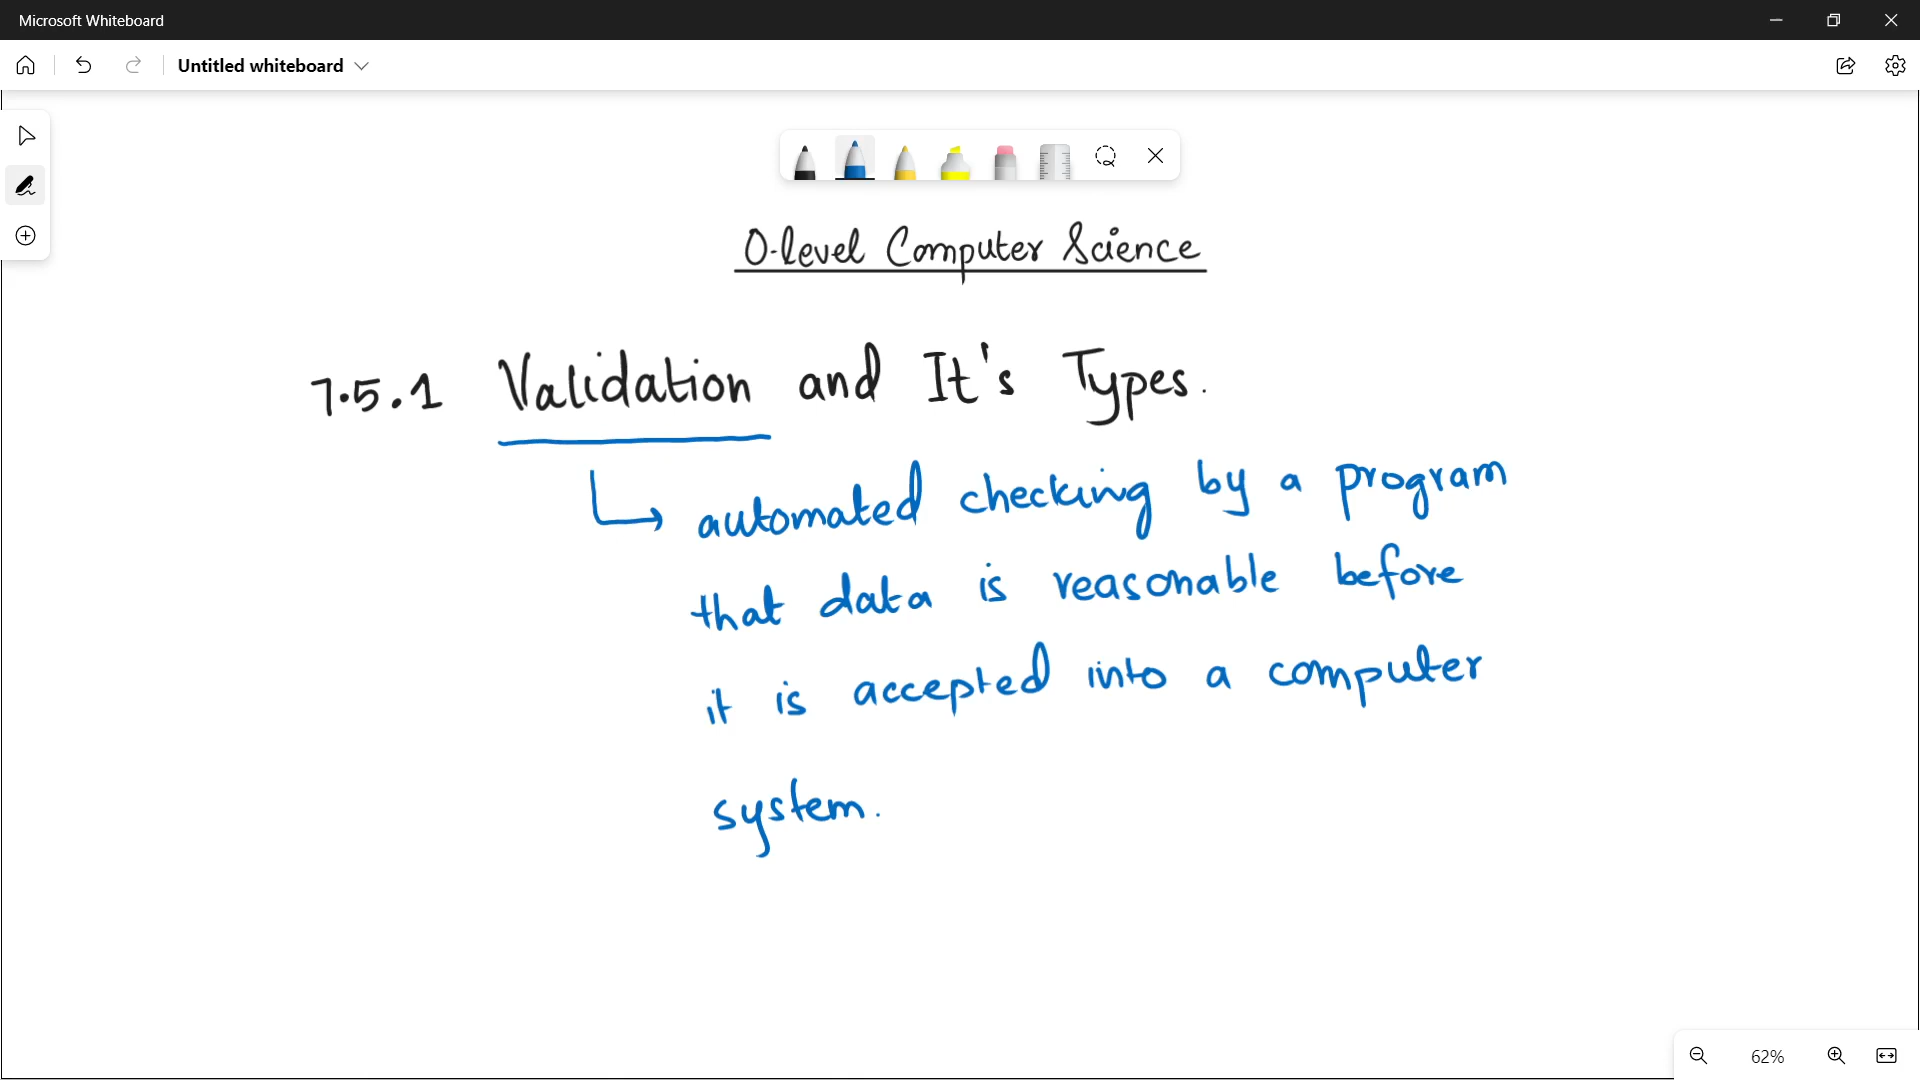 Microsoft Whiteboard
Untitled whiteboard
O-level Computer Science
7.5.1 Validation and It's Types.
automated checking by a program
that data is reasonable before
it is accepted into a computer
system.
62%